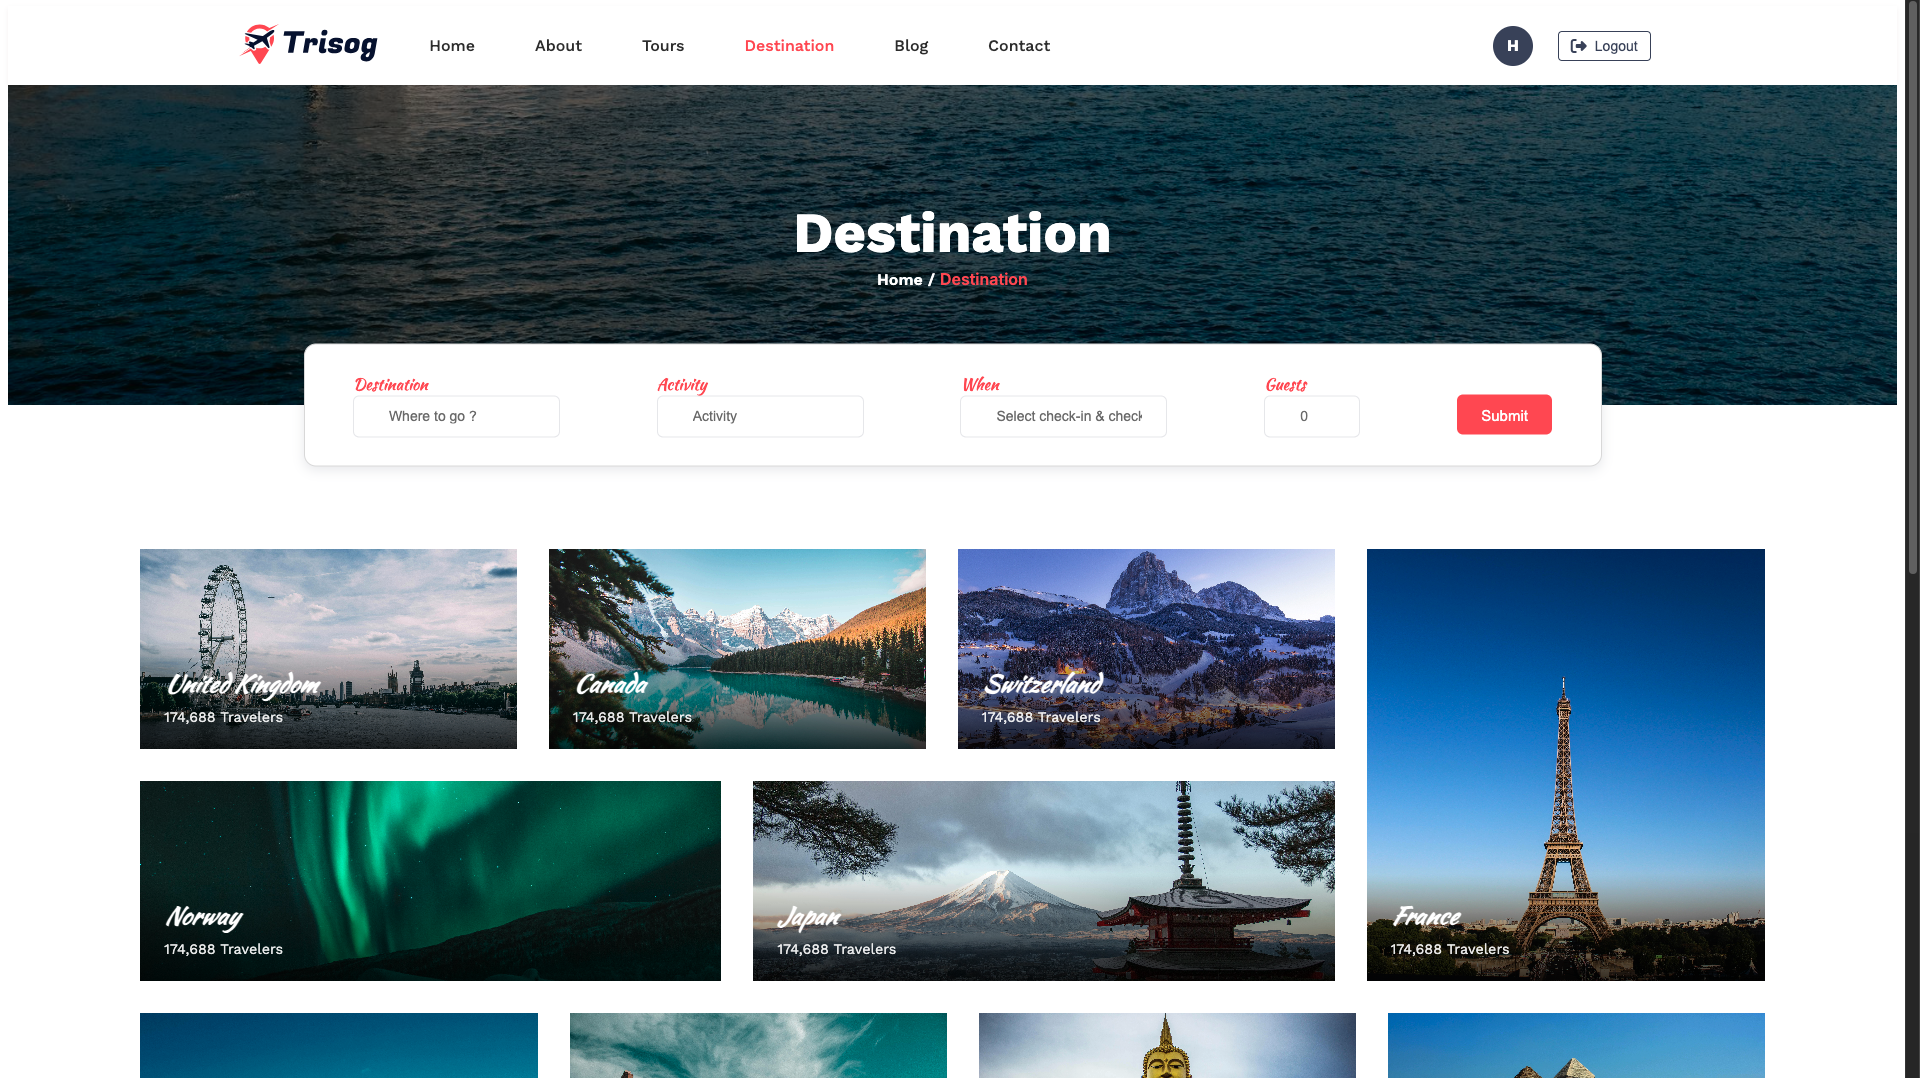 Trisog
Home
About
Tours
Destination
Blog
Contact
H
Logout
Destination
Home / Destination
Destination
Where to go ?
Activity
Activity
When
Select check-in & check
Guests
0
Submit
United Kingdom
174,688 Travelers
Canada
174,688 Travelers
Switzerland
174,688 Travelers
Norway
174,688 Travelers
Japan
174,688 Travelers
France
174,688 Travelers